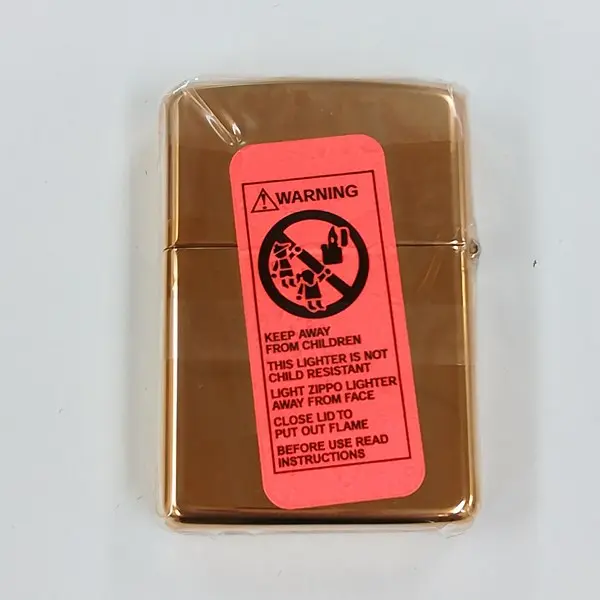 WARNING
KEEP AWAY
FROM CHILDREN
THIS LIGHTER IS NOT
CHILD RESISTANT
LIGHT ZIPPO LIGHTER
AWAY FROM FACE
CLOSE LID TO
PUT OUT FLAME
BEFORE USE READ
INSTRUCTIONS